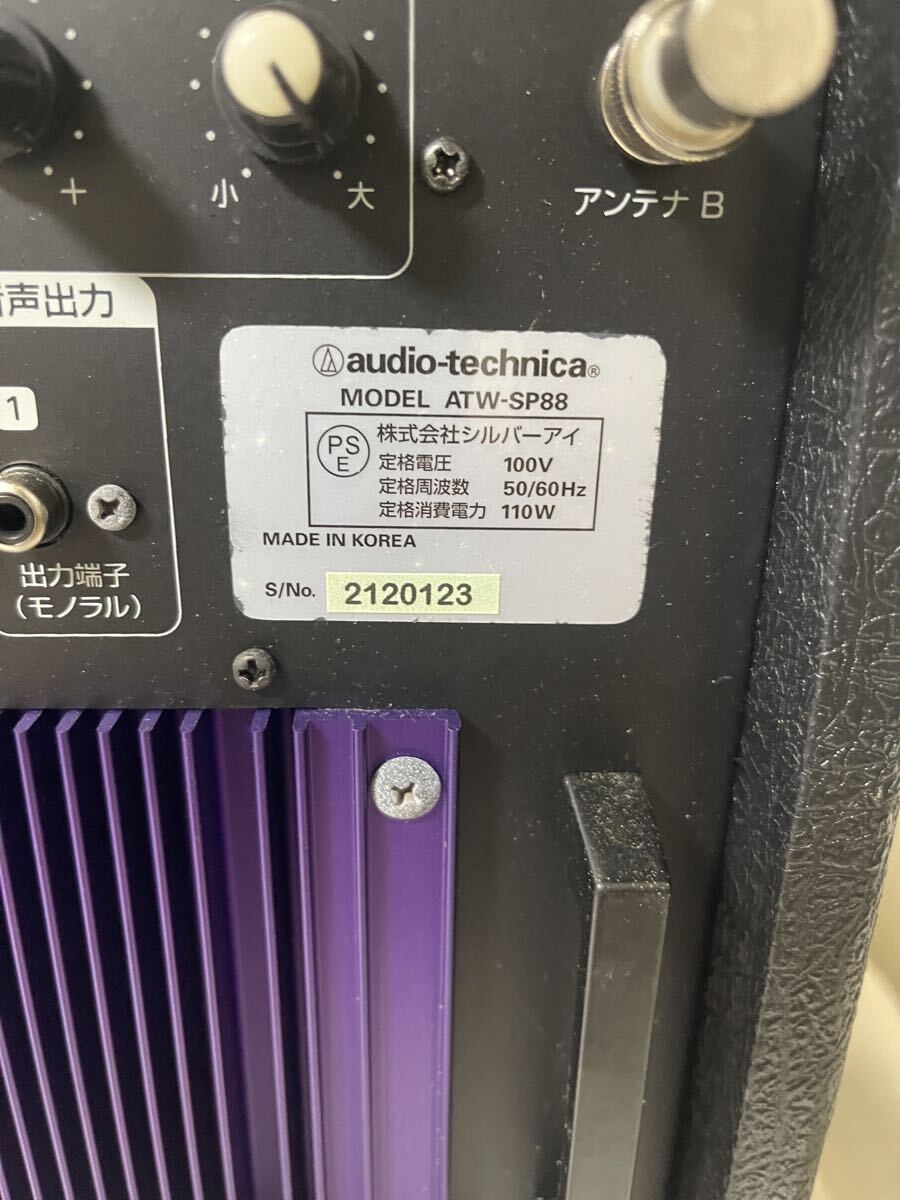 +
小
大
アンテナ B
声出力
1
出力端子
(モノラル)
audio-technica®
MODEL ATW-SP88
PS
E
株式会社シルバーアイ
定格電圧 100V
定格周波数 50/60Hz
定格消費電力 110W
MADE IN KOREA
S/No. 2120123